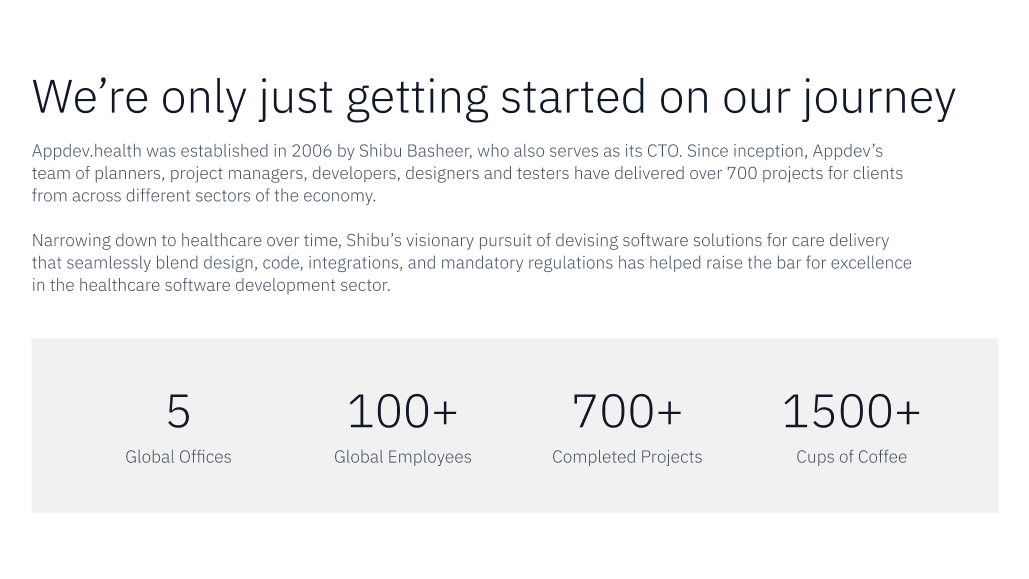 We’re only just getting started on our journey
Appdev.health was established in 2006 by Shibu Basheer, who also serves as its CTO. Since inception, Appdev’s
team of planners, project managers, developers, designers and testers have delivered over 700 projects for clients
from across different sectors of the economy.
Narrowing down to healthcare over time, Shibu’s visionary pursuit of devising software solutions for care delivery
that seamlessly blend design, code, integrations, and mandatory regulations has helped raise the bar for excellence
in the healthcare software development sector.
5
Global Offices
100+
Global Employees
700+
Completed Projects
1500+
Cups of Coffee